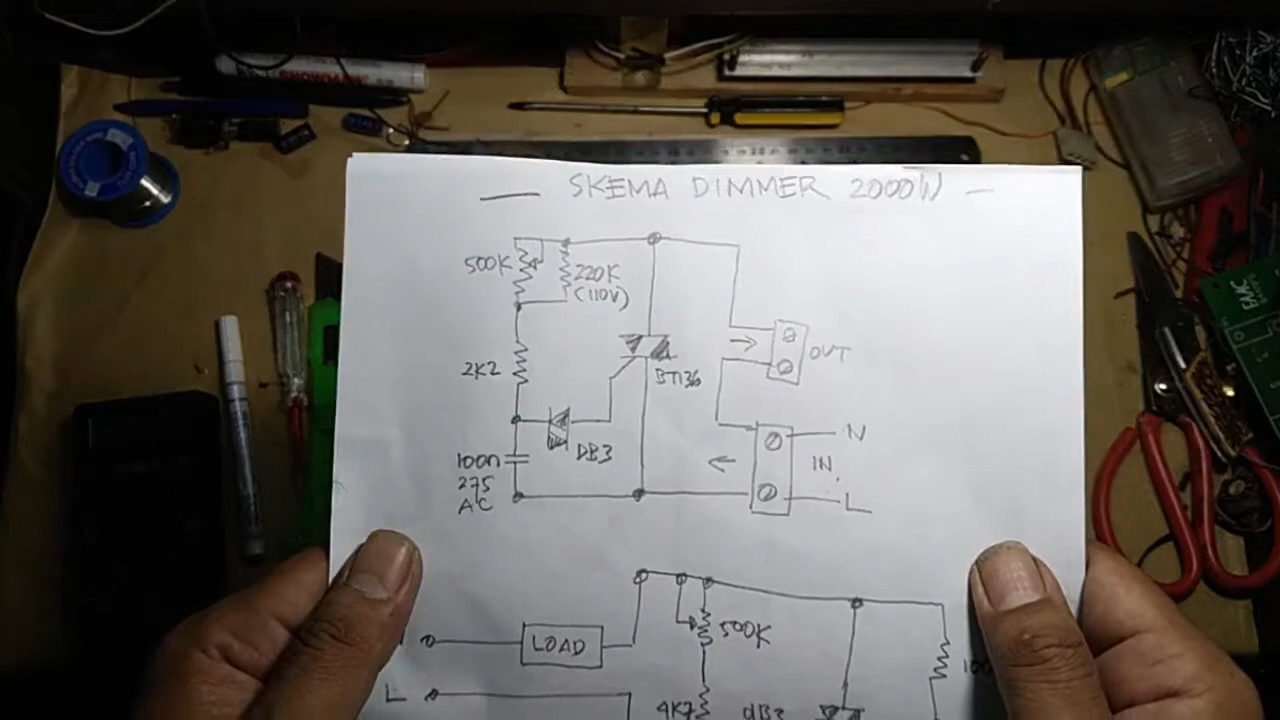 — SKEMA DIMMER 2000W —
500K
220K
(110V)
2K2
BT136
OUT
DB3
100n
275
AC
N
IN
L
LOAD
500K
L
4K7
dB3